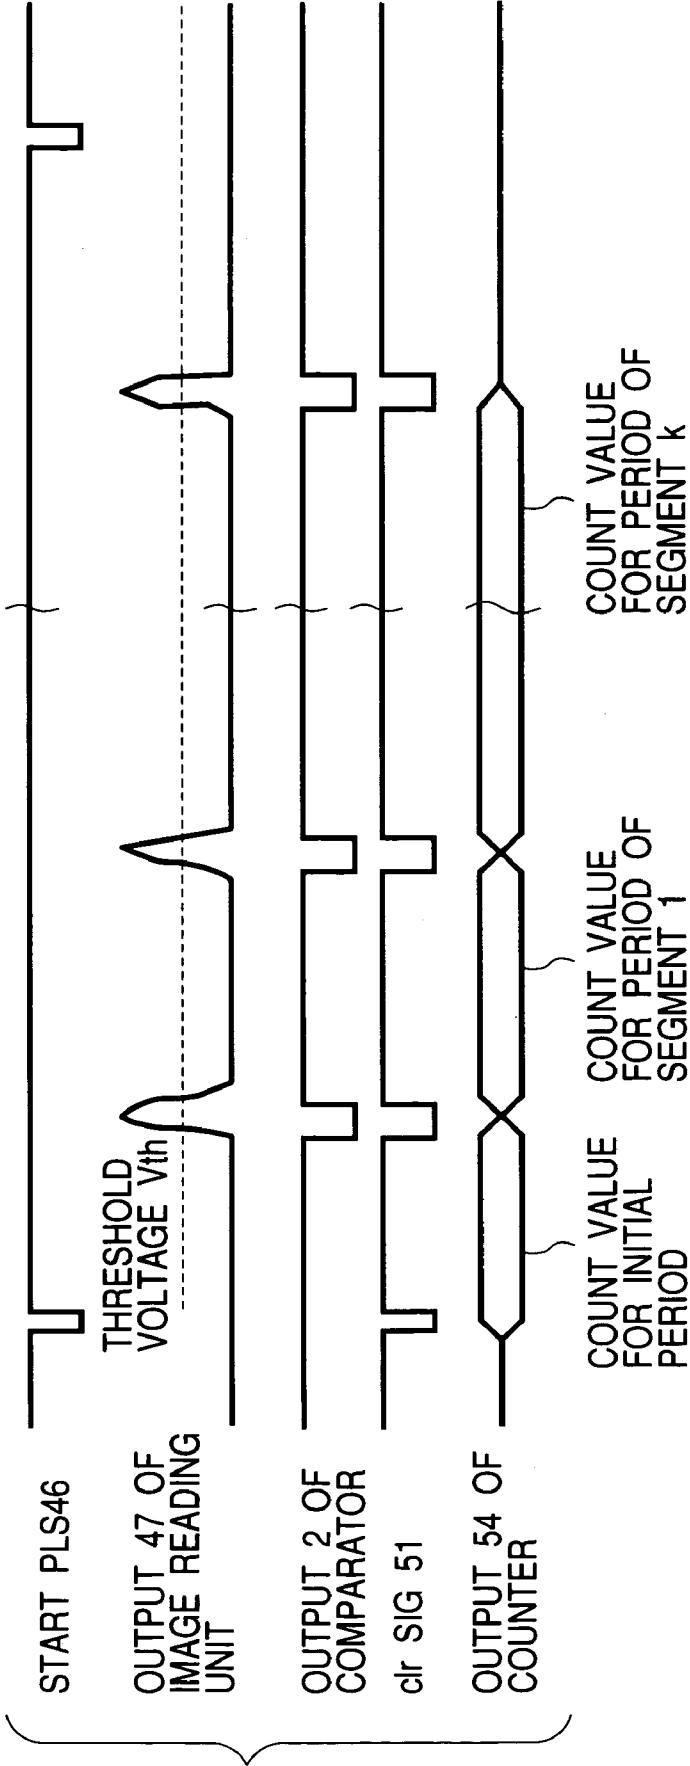 START PLS46
THRESHOLD
VOLTAGE Vth
OUTPUT 47 OF
IMAGE READING
UNIT
OUTPUT 2 OF
COMPARATOR
clr SIG 51
OUTPUT 54 OF
COUNTER
COUNT VALUE
FOR INITIAL
PERIOD
COUNT VALUE
FOR PERIOD OF
SEGMENT 1
COUNT VALUE
FOR PERIOD OF
SEGMENT k